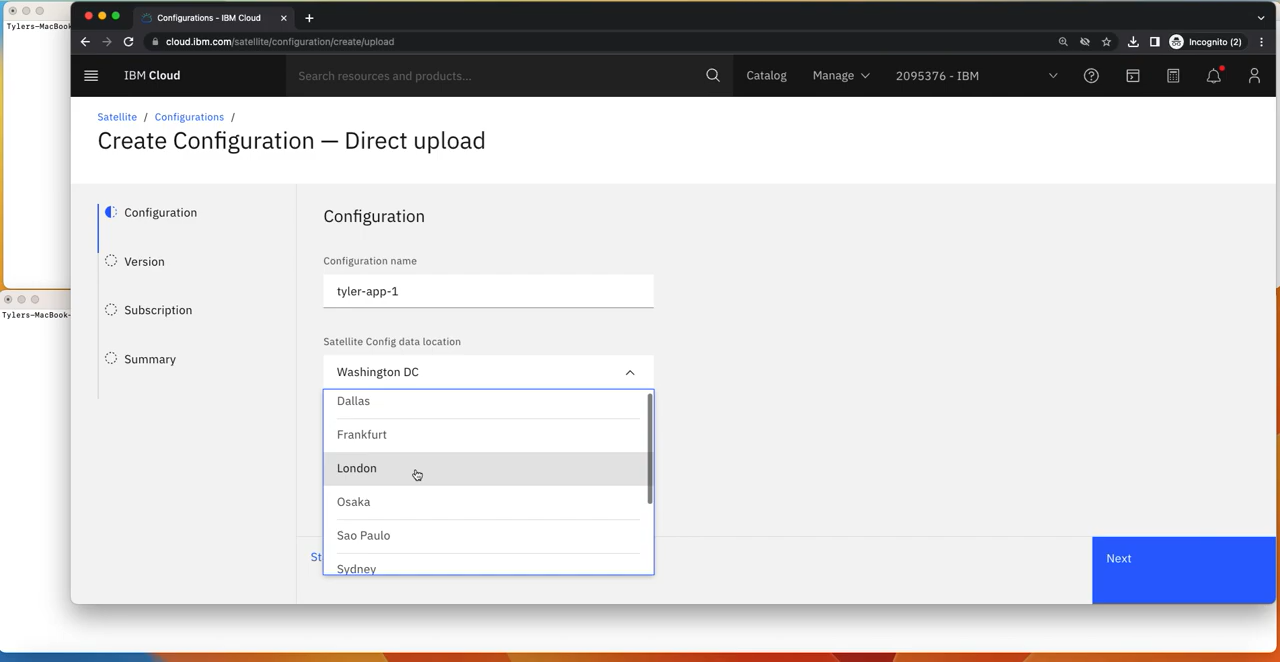 Tylers-MacBook
Configurations - IBM Cloud
cloud.ibm.com/satellite/configuration/create/upload
Incognito (2)
IBM Cloud
Search resources and products...
Catalog
Manage
2095376 - IBM
Satellite / Configurations /
Create Configuration — Direct upload
Configuration
Version
Subscription
Summary
Configuration
Configuration name
tyler-app-1
Satellite Config data location
Washington DC
Dallas
Frankfurt
London
Osaka
Sao Paulo
Sydney
St
Next
Tylers-MacBook-